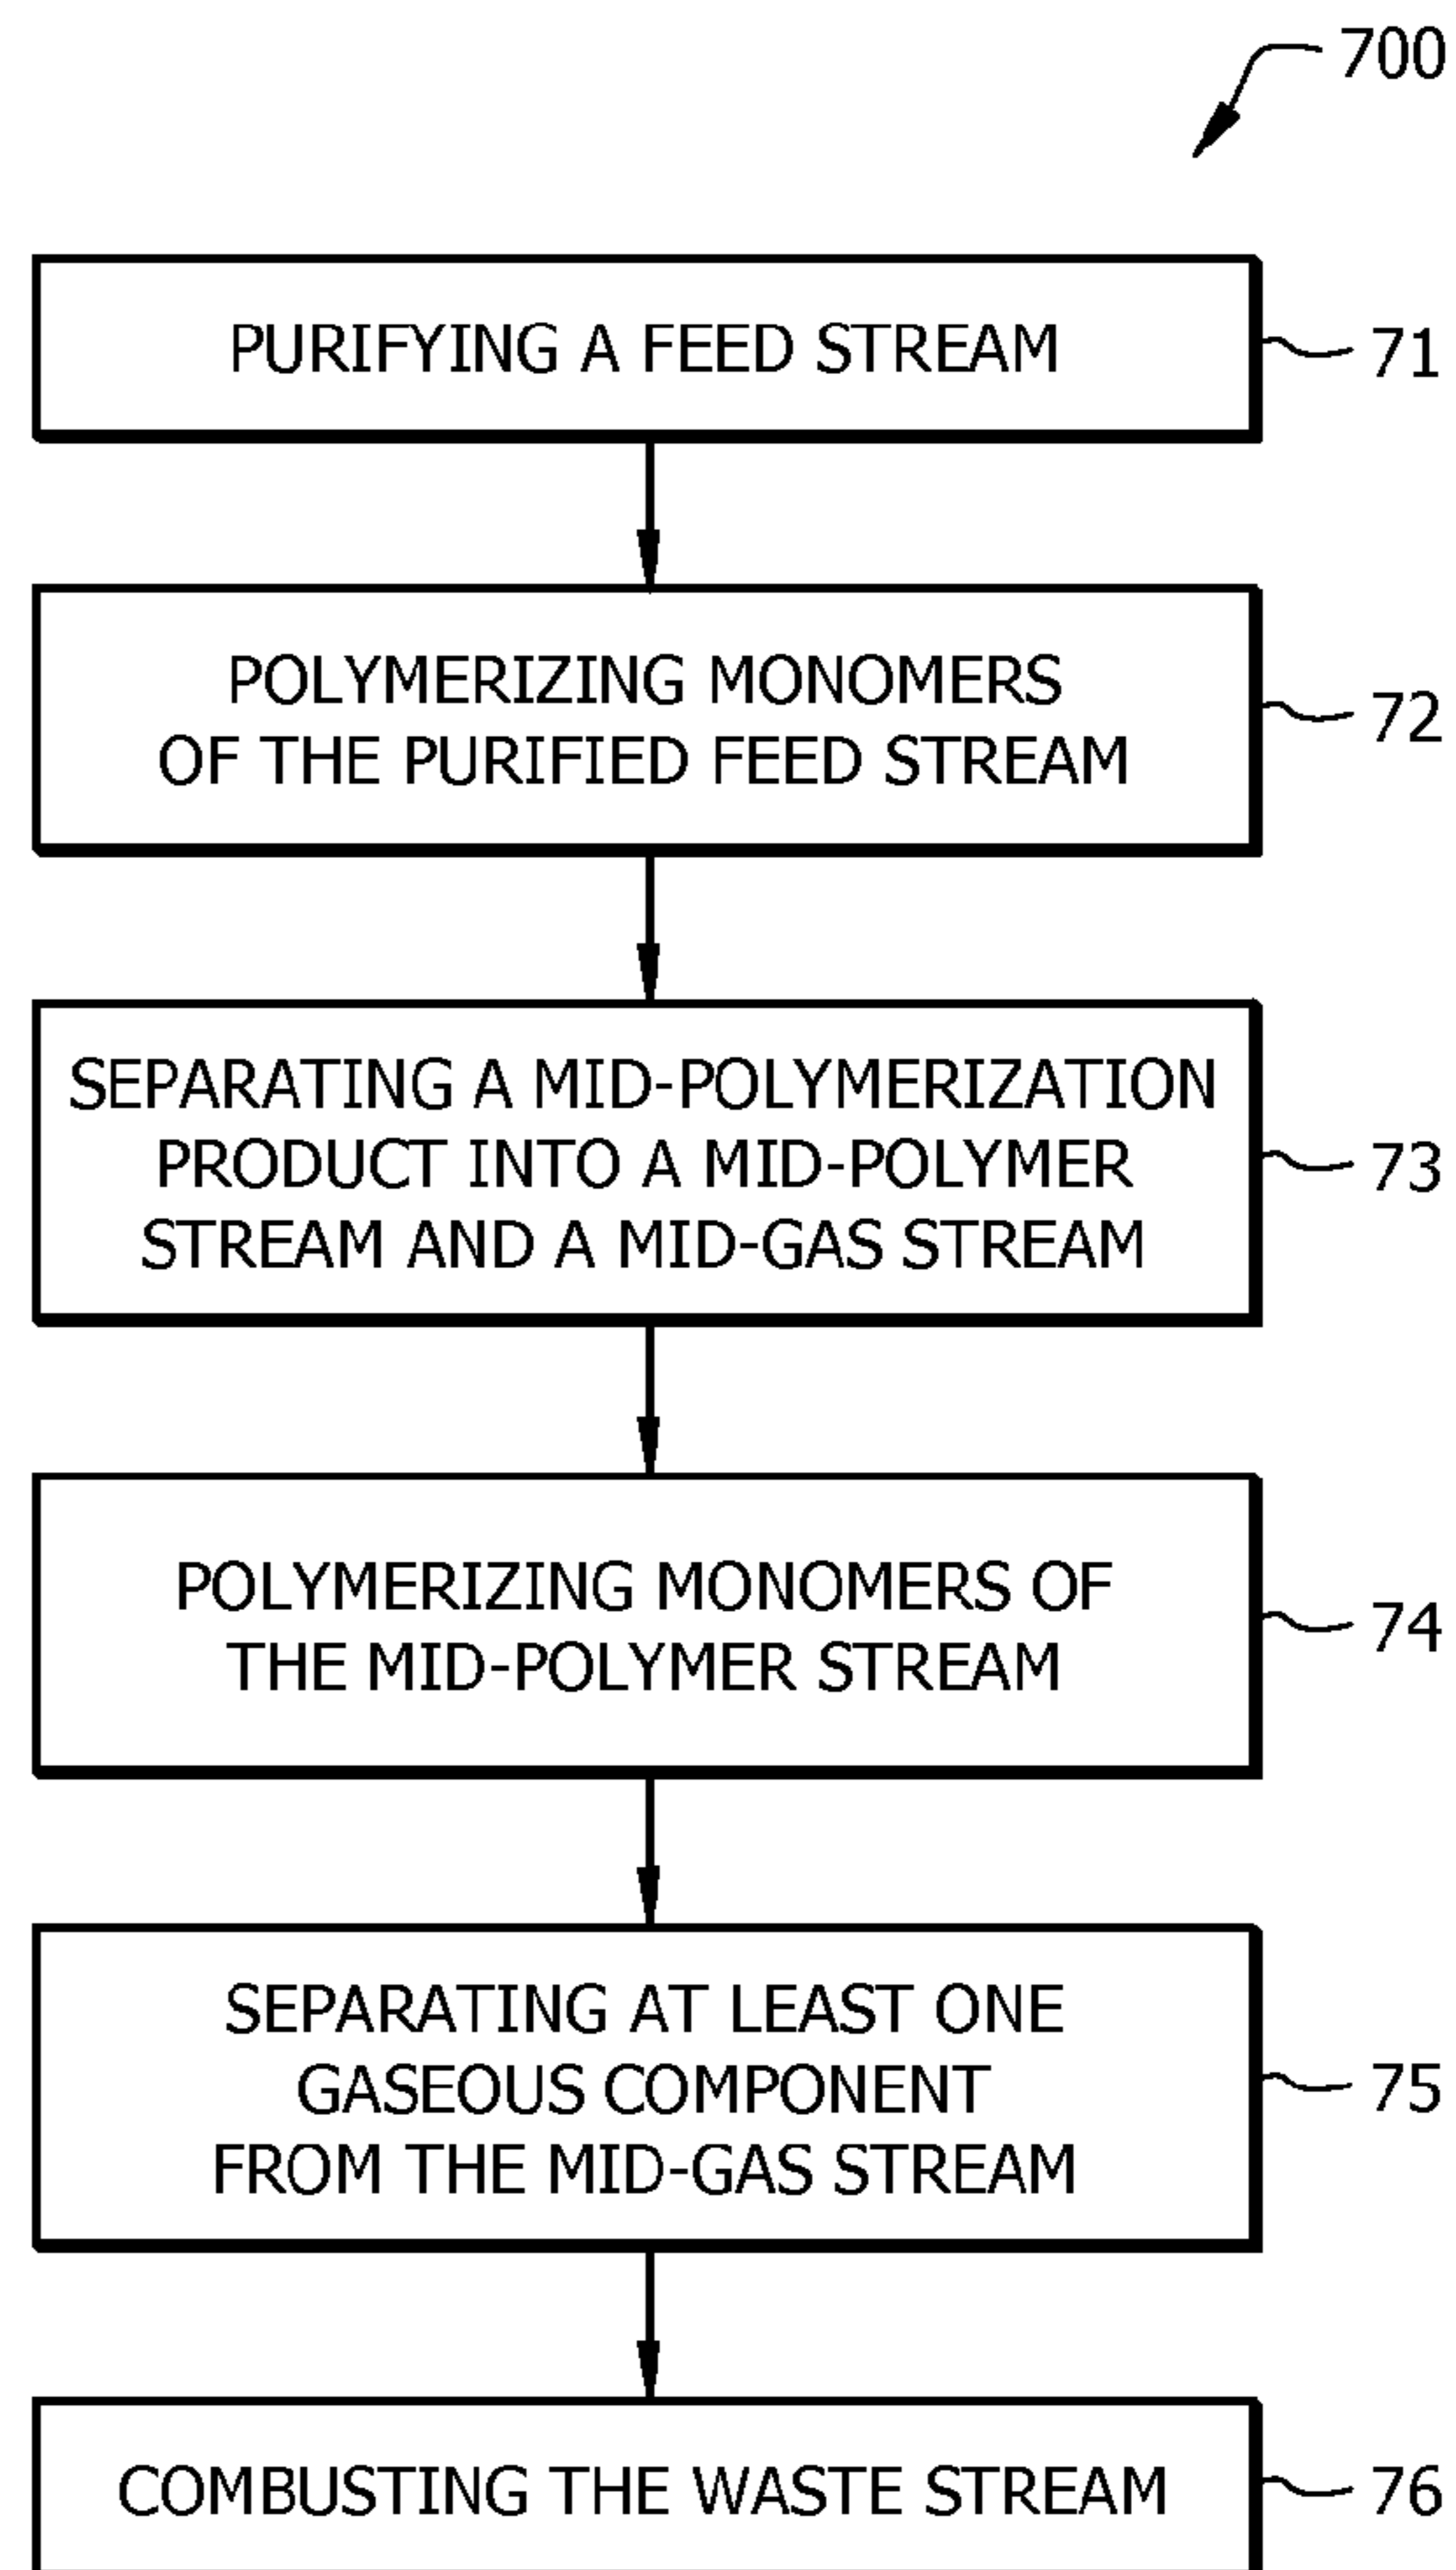 700
PURIFYING A FEED STREAM
71
POLYMERIZING MONOMERS
OF THE PURIFIED FEED STREAM
72
SEPARATING A MID-POLYMERIZATION
PRODUCT INTO A MID-POLYMER
STREAM AND A MID-GAS STREAM
73
POLYMERIZING MONOMERS OF
THE MID-POLYMER STREAM
74
SEPARATING AT LEAST ONE
GASEOUS COMPONENT
FROM THE MID-GAS STREAM
75
COMBUSTING THE WASTE STREAM
76